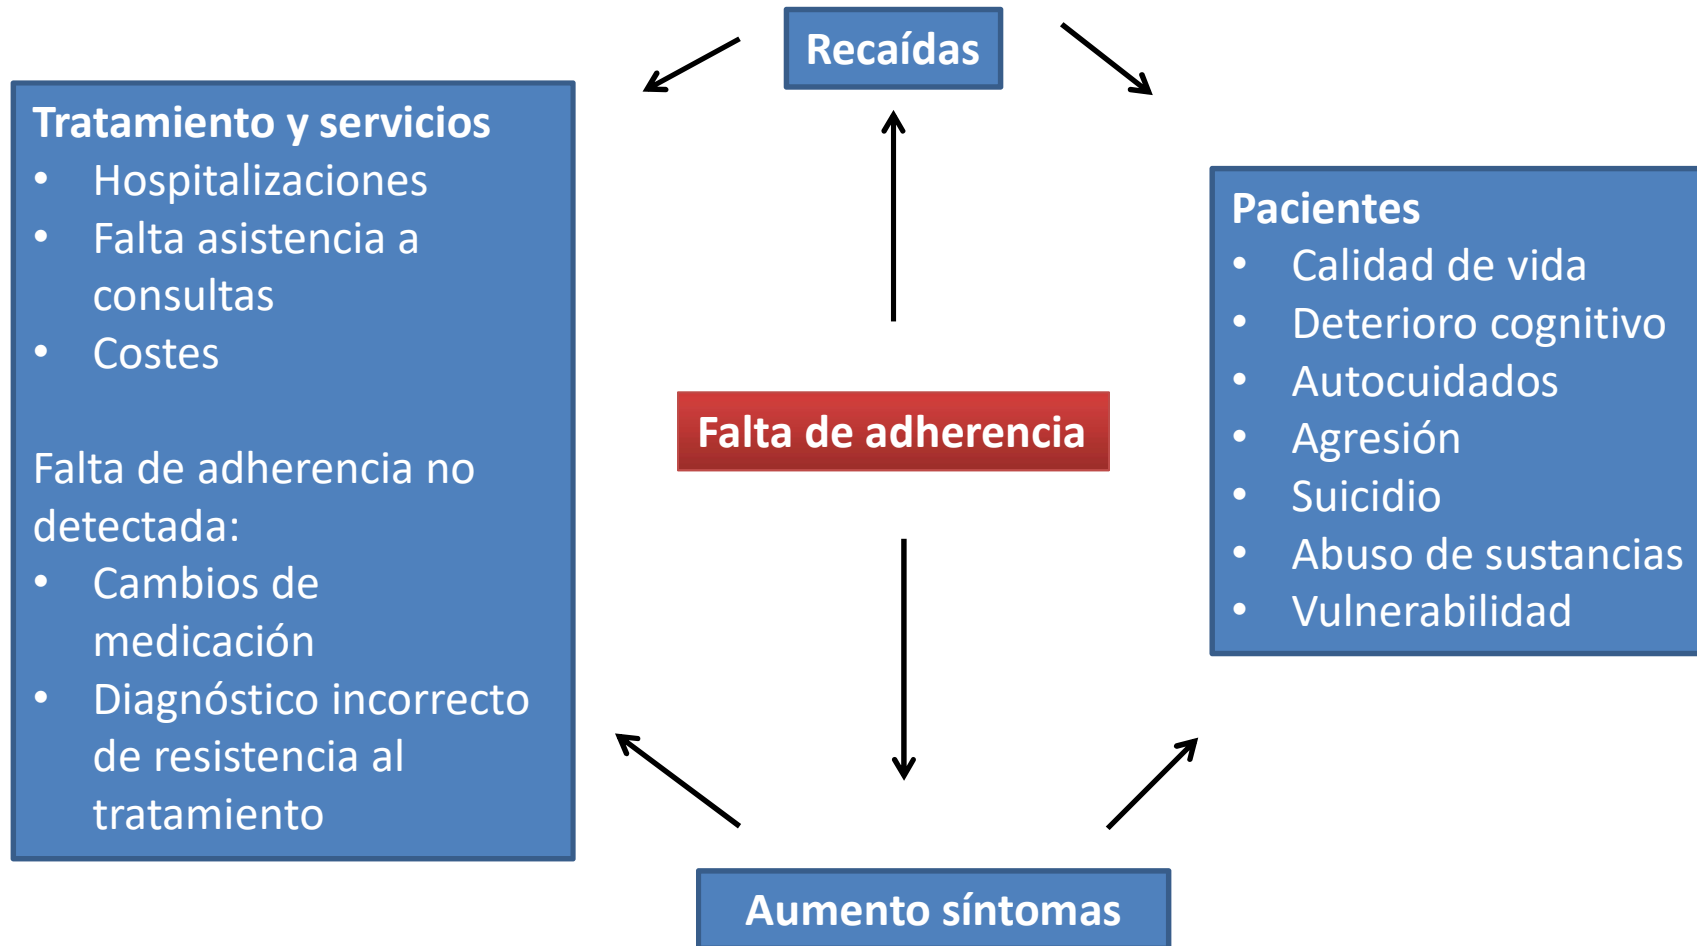 Recaídas
Tratamiento y servicios
• Hospitalizaciones
• Falta asistencia a
consultas
• Costes
Falta de adherencia no
detectada:
• Cambios de
medicación
• Diagnóstico incorrecto
de resistencia al
tratamiento
Falta de adherencia
Pacientes
• Calidad de vida
• Deterioro cognitivo
• Autocuidados
• Agresión
• Suicidio
• Abuso de sustancias
• Vulnerabilidad
Aumento síntomas